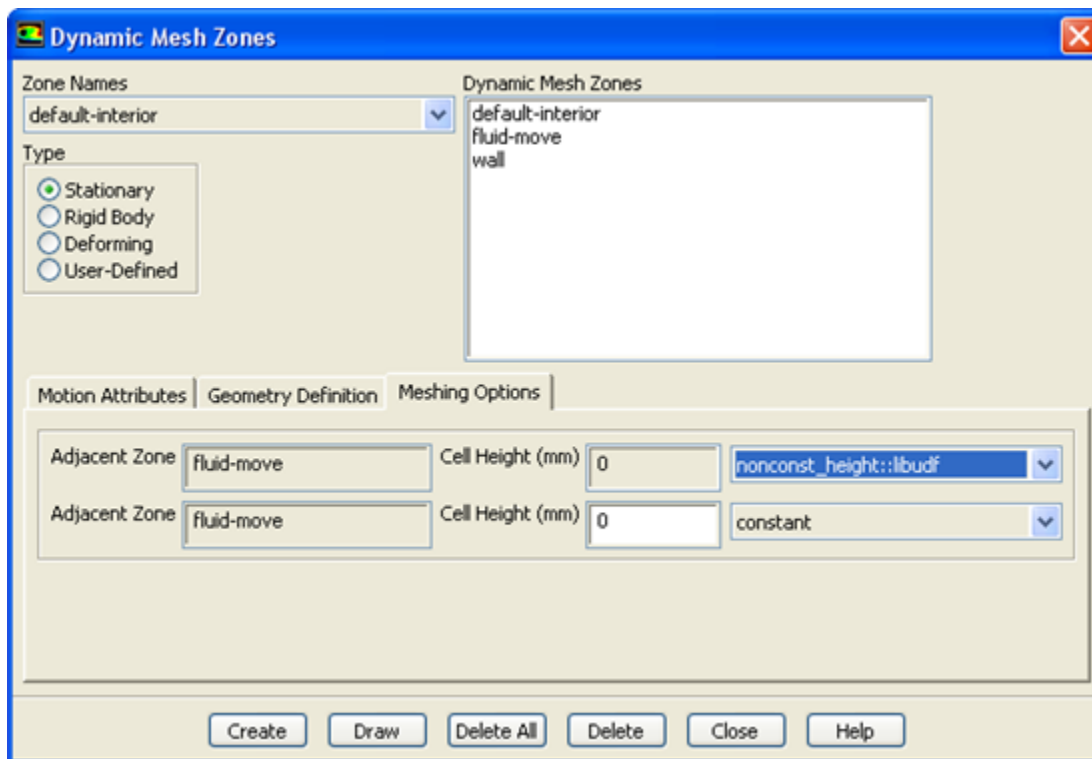 Dynamic Mesh Zones
Zone Names
default-interior
Type
Stationary
Rigid Body
Deforming
User-Defined
Dynamic Mesh Zones
default-interior
fluid-move
wall
Motion Attributes Geometry Definition Meshing Options
Adjacent Zone fluid-move Cell Height (mm) 0 nonconst_height::libudf
Adjacent Zone fluid-move Cell Height (mm) 0 constant
Create Draw Delete All Delete Close Help